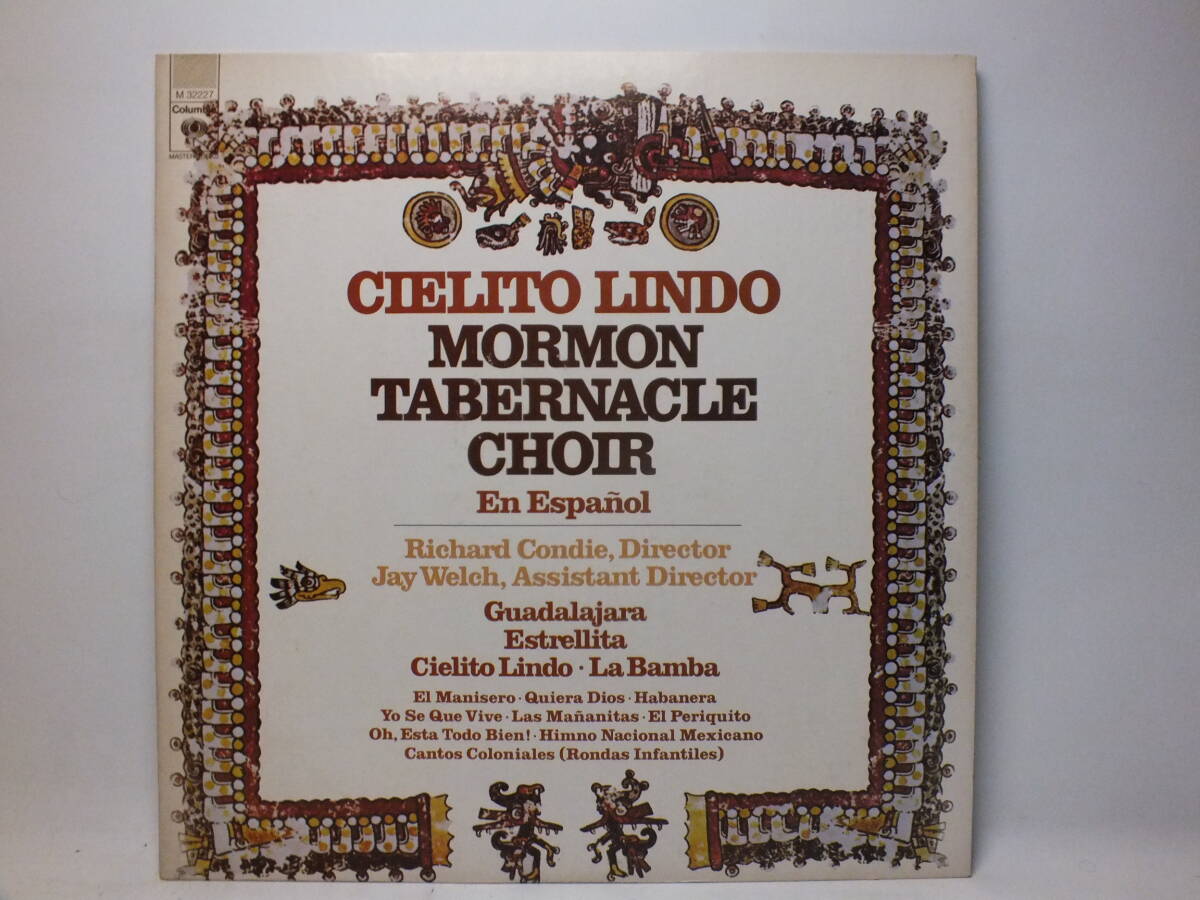 M 32227
Columbia
CIELITO LINDO
MORMON
TABERNACLE
CHOIR
En Español
Richard Condie, Director
Jay Welch, Assistant Director
Guadalajara
Estrellita
Cielito Lindo · La Bamba
El Manisero · Quiera Dios · Habanera
Yo Se Que Vive · Las Mañanitas · El Periquito
Oh, Esta Todo Bien! · Himno Nacional Mexicano
Cantos Coloniales (Rondas Infantiles)